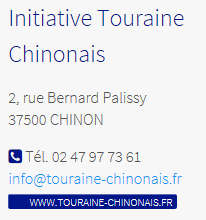 Initiative Touraine
Chinonais
2, rue Bernard Palissy
37500 CHINON
Tél. 02 47 97 73 61
info@touraine-chinonais.fr
WWW.TOURAINE-CHINONAIS.FR